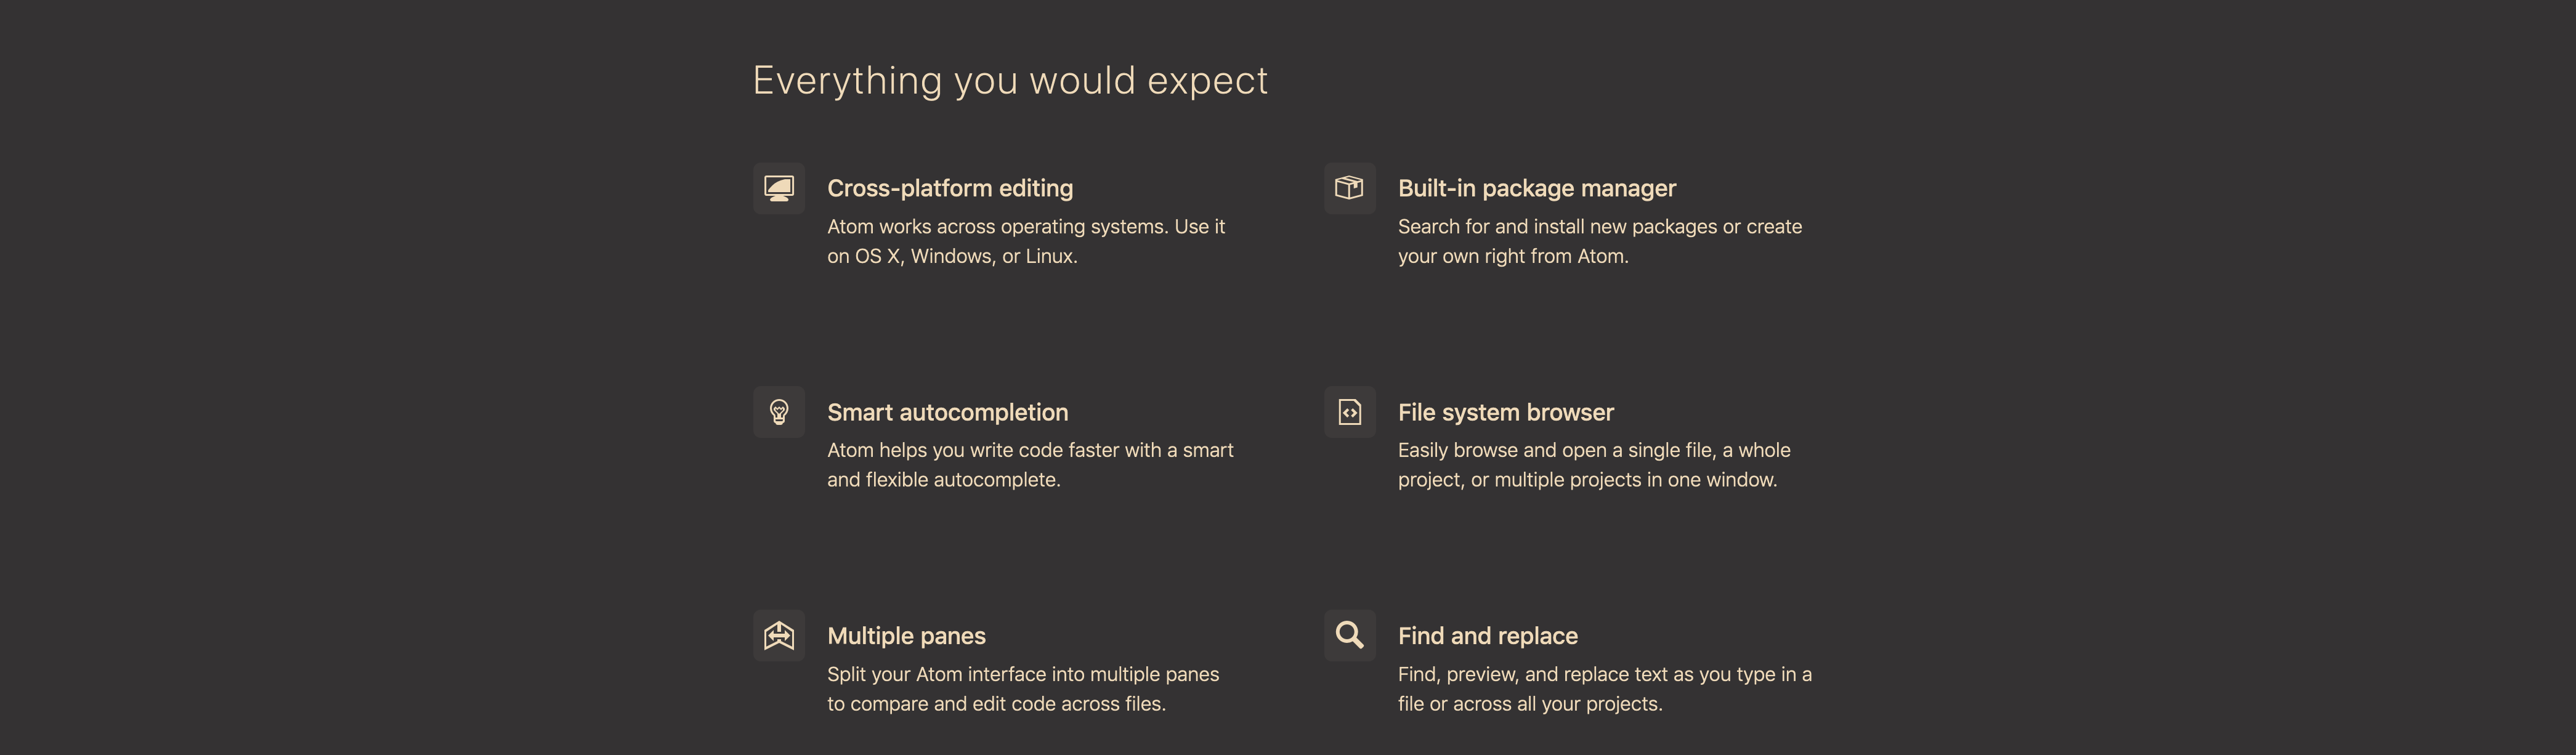 Everything you would expect
Cross-platform editing
Atom works across operating systems. Use it
on OS X, Windows, or Linux.
Built-in package manager
Search for and install new packages or create
your own right from Atom.
Smart autocompletion
Atom helps you write code faster with a smart
and flexible autocomplete.
File system browser
Easily browse and open a single file, a whole
project, or multiple projects in one window.
Multiple panes
Split your Atom interface into multiple panes
to compare and edit code across files.
Find and replace
Find, preview, and replace text as you type in a
file or across all your projects.